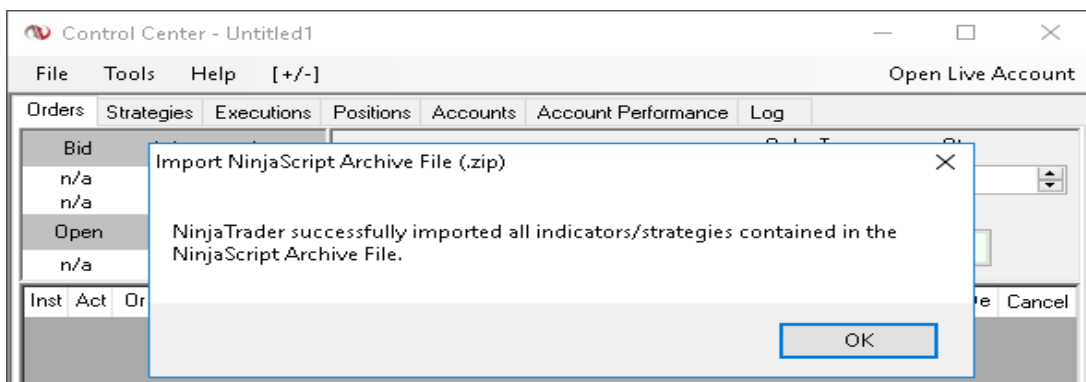 Control Center - Untitled1
File Tools Help [+/-] Open Live Account
Orders Strategies Executions Positions Accounts Account Performance Log
Bid
Import NinjaScript Archive File (.zip)
n/a
n/a
Open
NinjaTrader successfully imported all indicators/strategies contained in the
NinjaScript Archive File.
n/a
Inst Act Or Cancel
OK